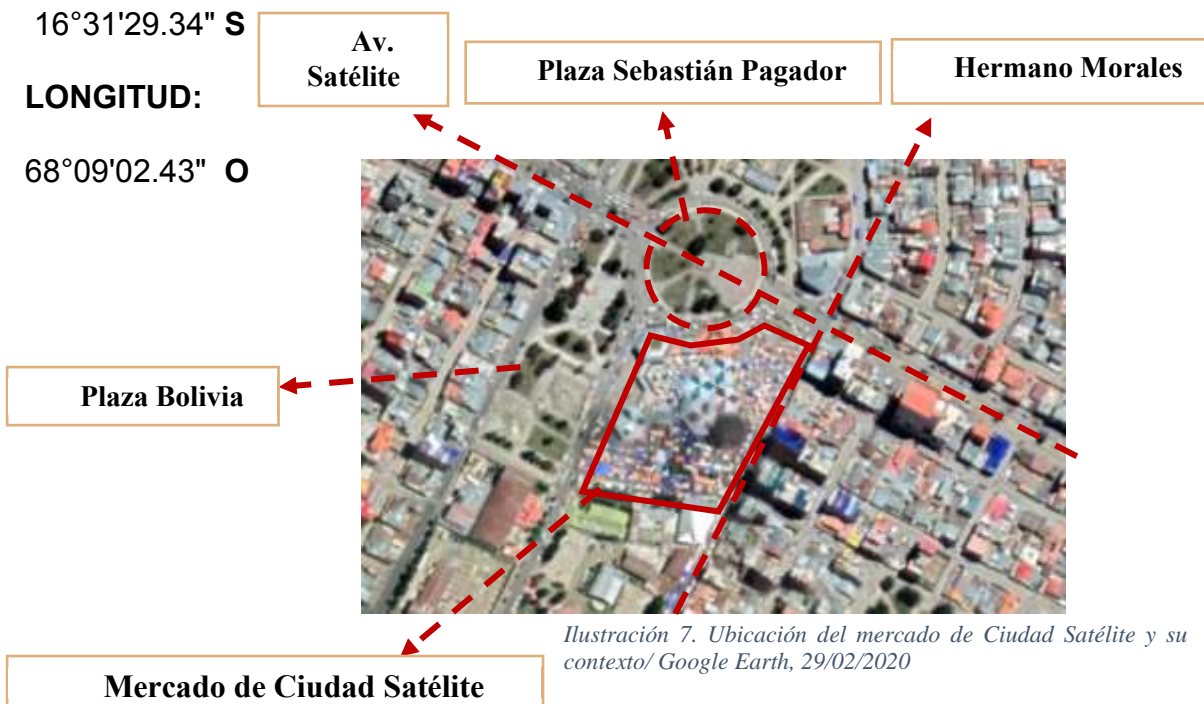 16°31'29.34" S
LONGITUD:
68°09'02.43" O
Av.
Satélite
Plaza Sebastián Pagador
Hermano Morales
Plaza Bolivia
Mercado de Ciudad Satélite
Ilustración 7. Ubicación del mercado de Ciudad Satélite y su
contexto/ Google Earth, 29/02/2020